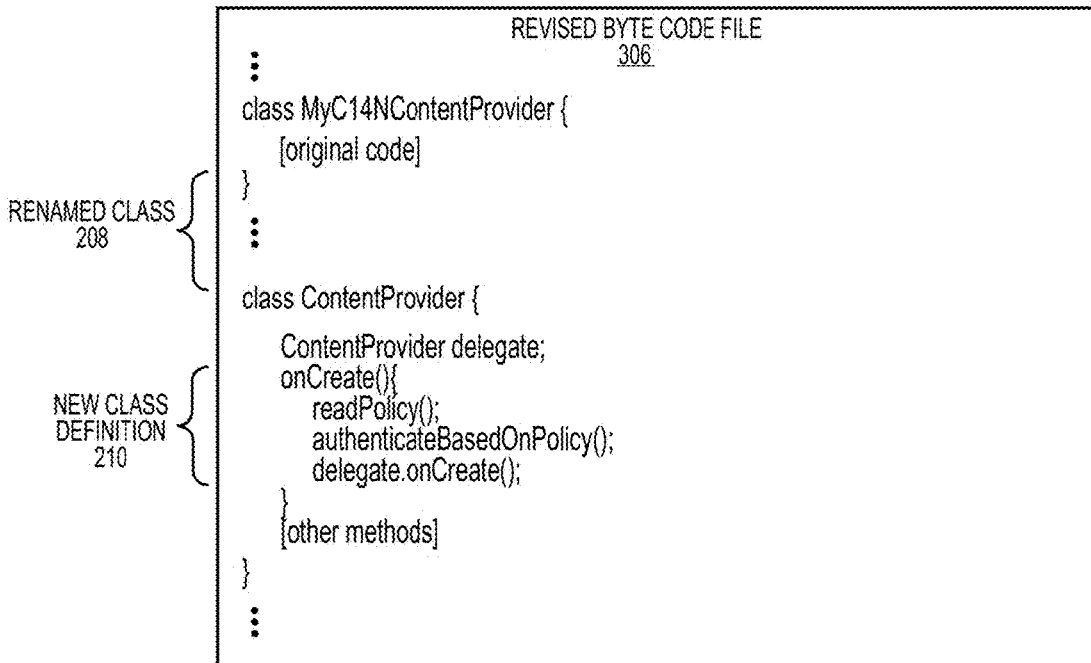 REVISED BYTE CODE FILE
306
class MyC14NContentProvider {
[original code]
}
RENAMED CLASS
208
class ContentProvider {
ContentProvider delegate;
onCreate(){
readPolicy();
authenticateBasedOnPolicy();
delegate.onCreate();
}
NEW CLASS
DEFINITION
210
[other methods]
}